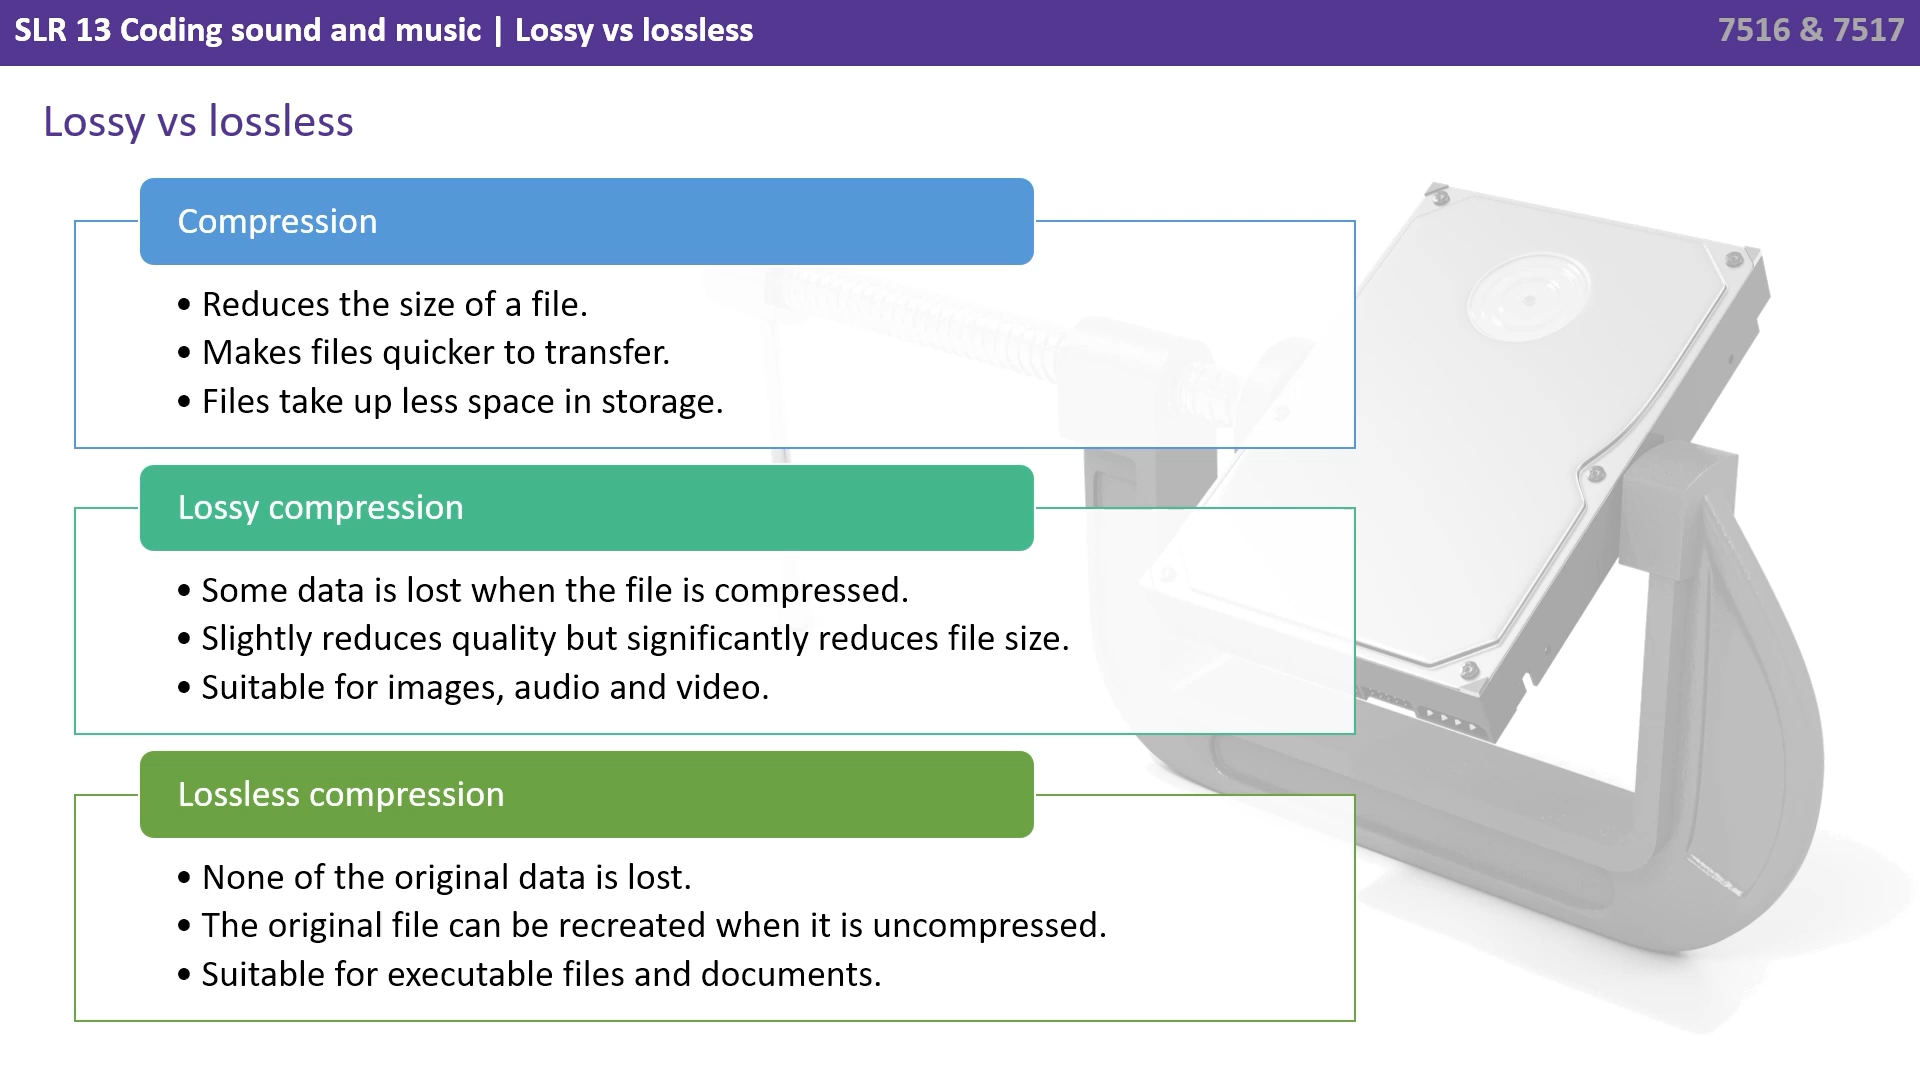 SLR 13 Coding sound and music | Lossy vs lossless
7516 & 7517
Lossy vs lossless
Compression
• Reduces the size of a file.
• Makes files quicker to transfer.
• Files take up less space in storage.
Lossy compression
• Some data is lost when the file is compressed.
• Slightly reduces quality but significantly reduces file size.
• Suitable for images, audio and video.
Lossless compression
• None of the original data is lost.
• The original file can be recreated when it is uncompressed.
• Suitable for executable files and documents.